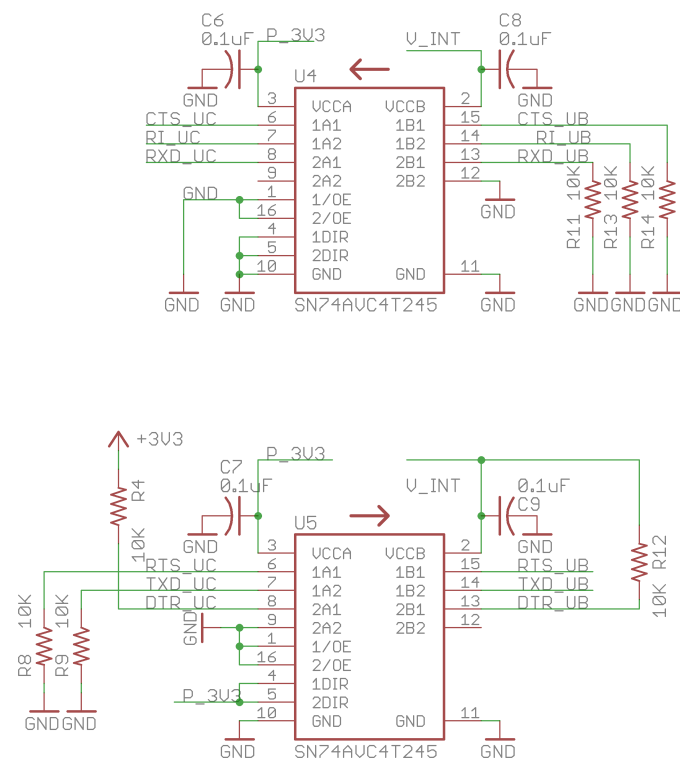 C6
0.1uF
P_3V3
V_INT
C8
0.1uF
GND
U4
GND
3 VCCA VCCB 2
CTS_UC 6 1A1 1B1 15 CTS_UB
RI_UC 7 1A2 1B2 14 RI_UB
RXD_UC 8 2A1 2B1 13 RXD_UB
9 2A2 2B2 12
GND 1 1/OE
16 2/OE
4 1DIR
5 2DIR
10 GND GND 11
GND
R11 10K
R13 10K
R14 10K
GND GND GND GND GND GND
SN74AVC4T245
+3V3
R4
10K
C7
0.1uF
P_3V3
V_INT
0.1uF
C9
GND
U5
GND
R12
10K
3 VCCA VCCB 2
RTS_UC 6 1A1 1B1 15 RTS_UB
TXD_UC 7 1A2 1B2 14 TXD_UB
DTR_UC 8 2A1 2B1 13 DTR_UB
GND 9 2A2 2B2 12
1 1/OE
16 2/OE
4 1DIR
P_3V3 5 2DIR
10 GND GND 11
R8 10K
R9 10K
GND GND
GND GND
SN74AVC4T245